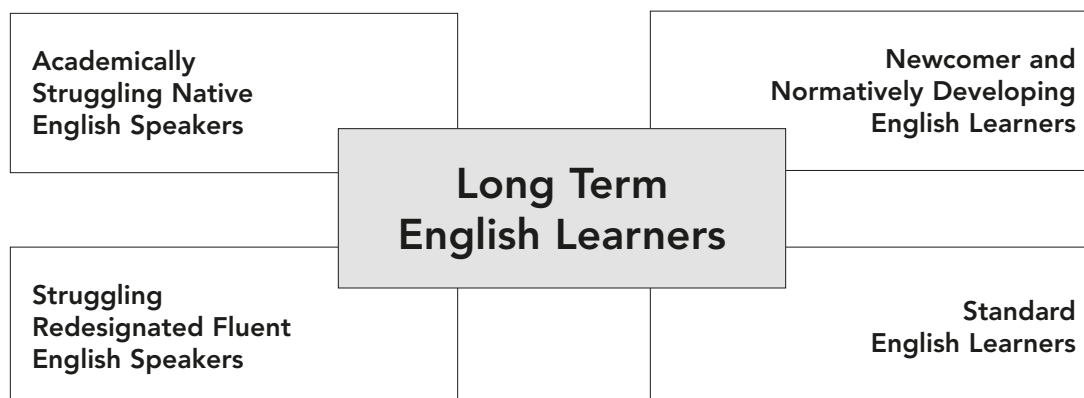 Academically
Struggling Native
English Speakers
Newcomer and
Normatively Developing
English Learners
Long Term
English Learners
Struggling
Redesignated Fluent
English Speakers
Standard
English Learners